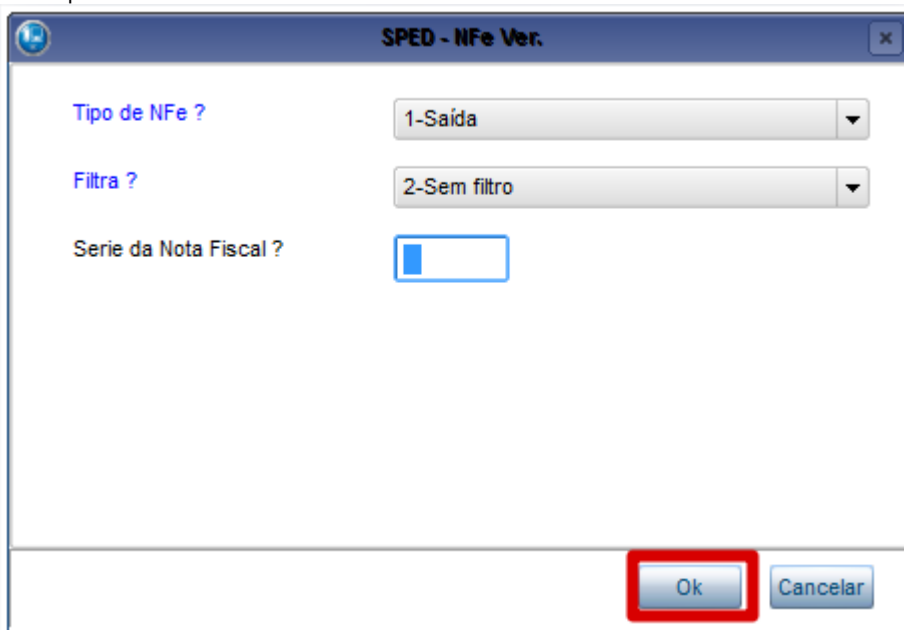 SPED - NFe Ver.
Tipo de NFe ?
1-Saída
Filtra ?
2-Sem filtro
Serie da Nota Fiscal ?
Ok
Cancelar